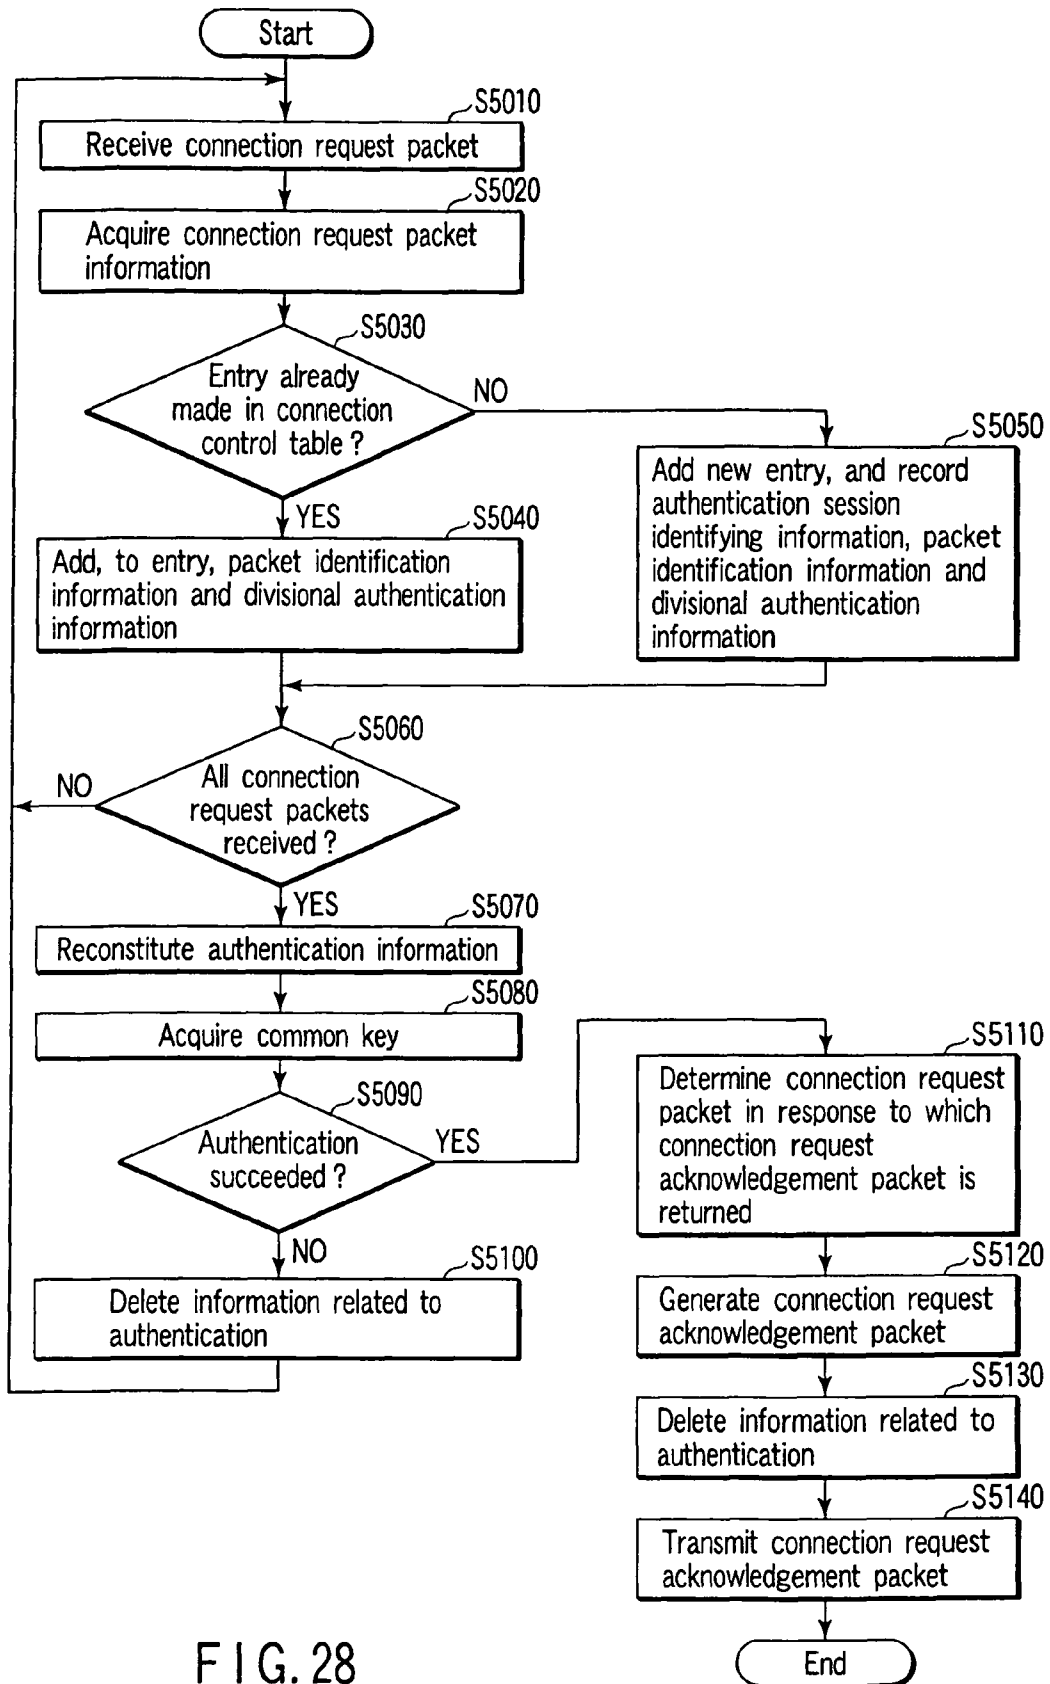 Start
S5010
Receive connection request packet
S5020
Acquire connection request packet
information
S5030
Entry already
made in connection
control table ?
NO
YES
S5040
Add, to entry, packet identification
information and divisional authentication
information
S5050
Add new entry, and record
authentication session
identifying information, packet
identification information and
divisional authentication
information
S5060
All connection
request packets
received ?
NO
YES
S5070
Reconstitute authentication information
S5080
Acquire common key
S5090
Authentication
succeeded ?
YES
NO
S5100
Delete information related to
authentication
S5110
Determine connection request
packet in response to which
connection request
acknowledgement packet is
returned
S5120
Generate connection request
acknowledgement packet
S5130
Delete information related to
authentication
S5140
Transmit connection request
acknowledgement packet
End
FIG. 28